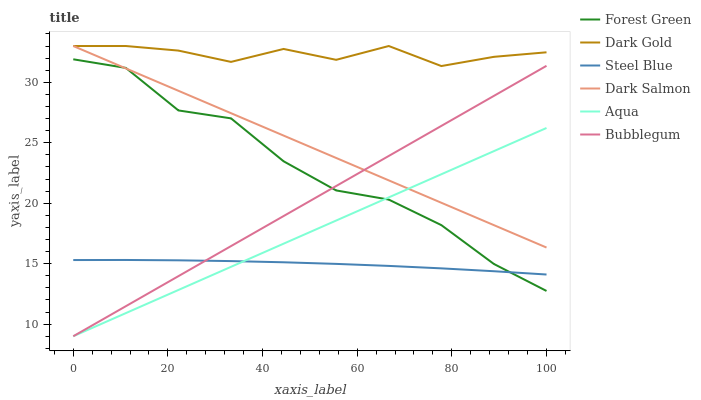 title
yaxis_label
30
25
20
15
10
0 20 40 60 80 100
xaxis_label
Forest Green
Dark Gold
Steel Blue
Dark Salmon
Aqua
Bubblegum